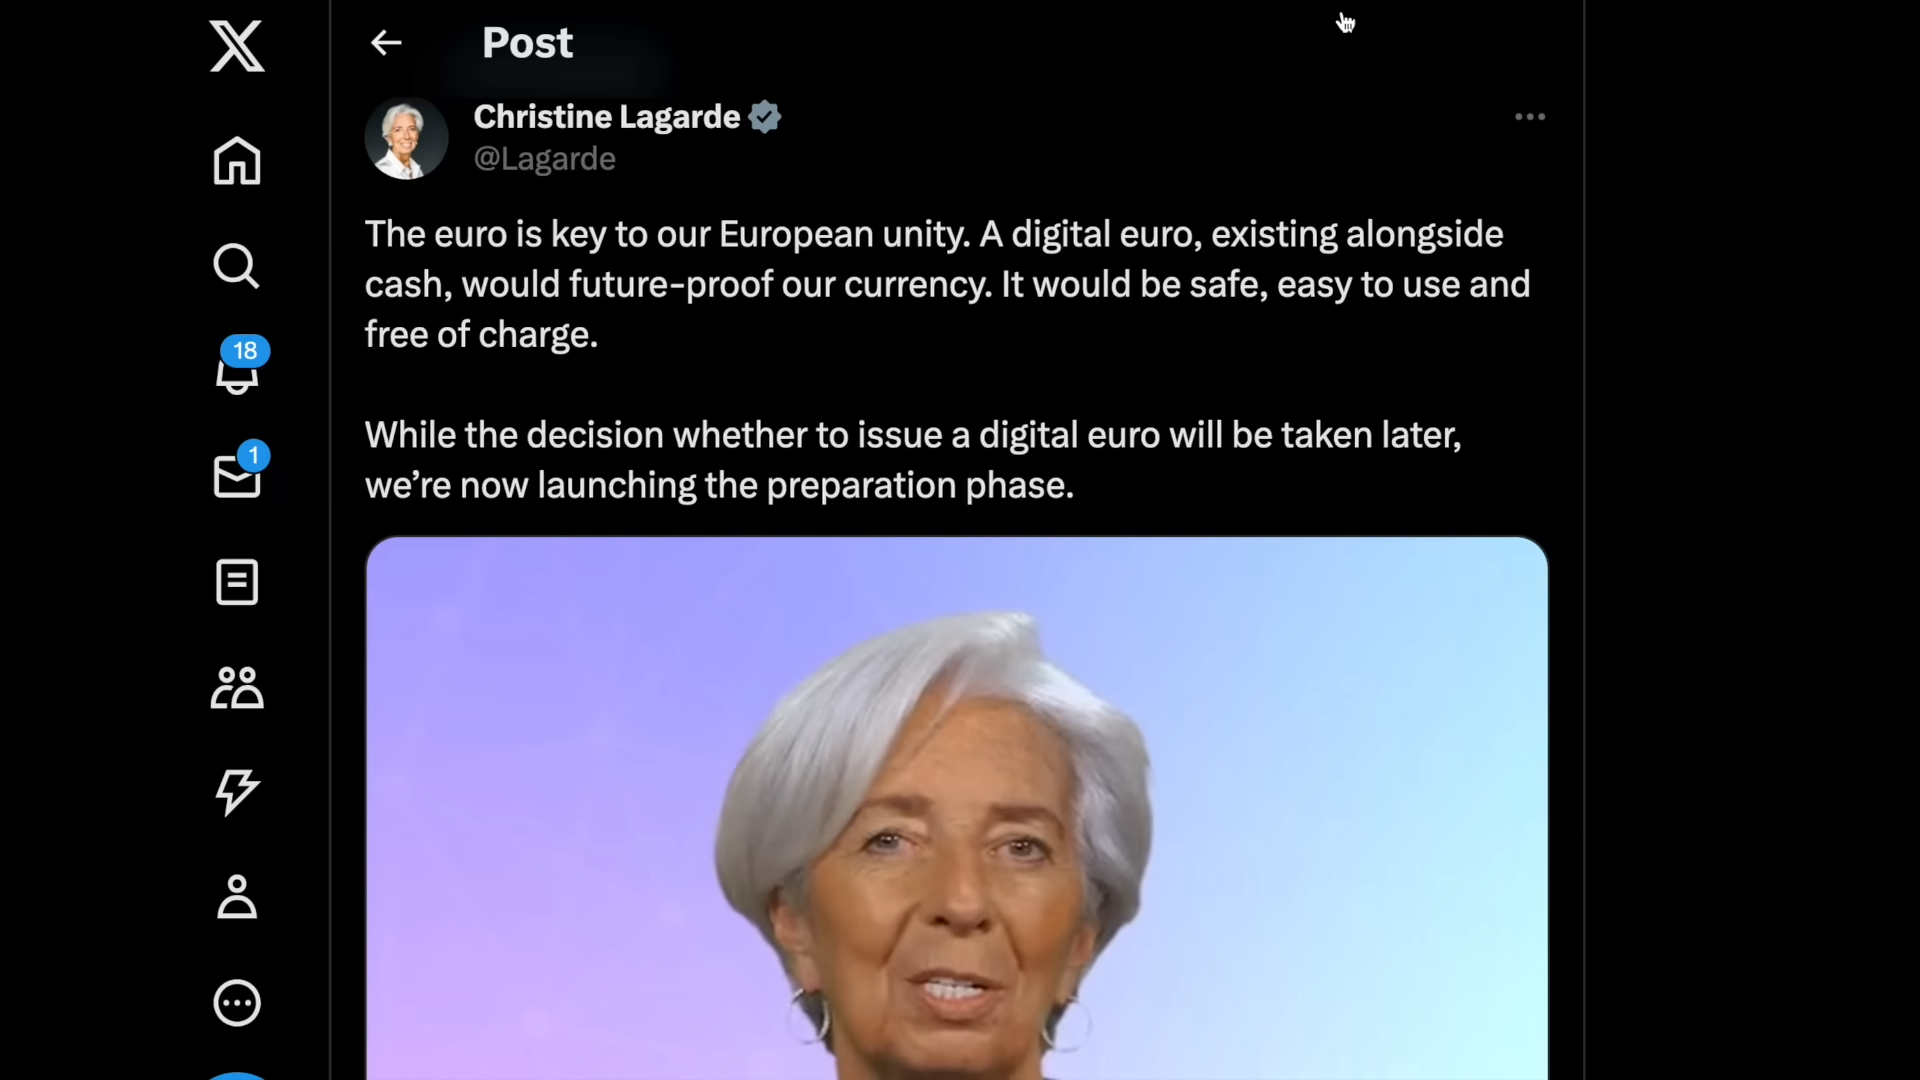 Post
Christine Lagarde
@Lagarde
The euro is key to our European unity. A digital euro, existing alongside
cash, would future-proof our currency. It would be safe, easy to use and
free of charge.
While the decision whether to issue a digital euro will be taken later,
we’re now launching the preparation phase.
18
1